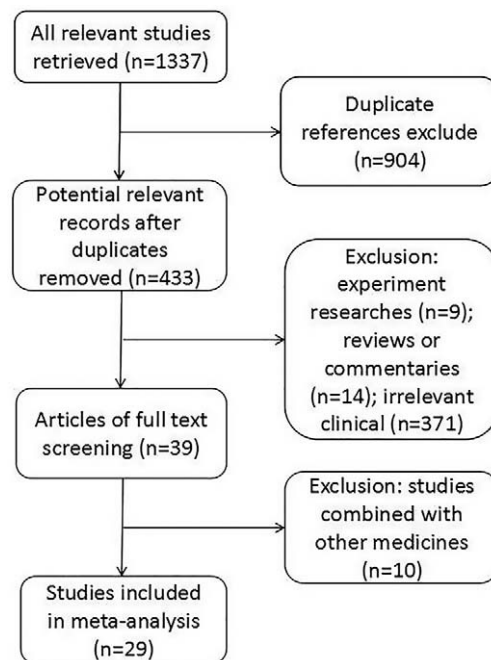 All relevant studies
retrieved (n=1337)
Duplicate
references exclude
(n=904)
Potential relevant
records after
duplicates
removed (n=433)
Exclusion:
experiment
researches (n=9);
reviews or
commentaries
(n=14); irrelevant
clinical (n=371)
Articles of full text
screening (n=39)
Exclusion: studies
combined with
other medicines
(n=10)
Studies included
in meta-analysis
(n=29)